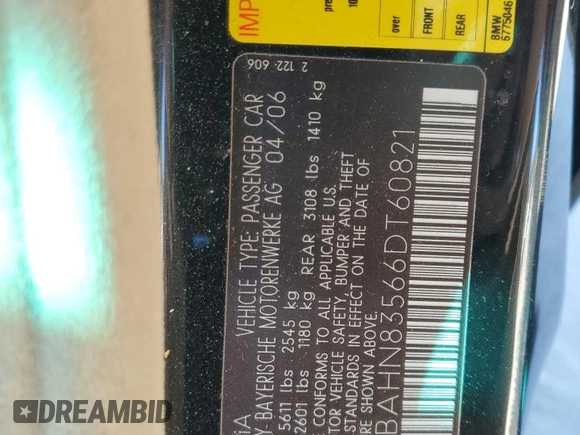 VEHICLE TYPE: PASSENGER CAR
BAYERISCHE MOTORENWERKE AG 04/06
5611 lbs 2545 kg
2601 lbs 1180 kg REAR 3108 lbs 1410 kg
CONFORMS TO ALL APPLICABLE U.S.
VEHICLE SAFETY, BUMPER AND THEFT
STANDARDS IN EFFECT ON THE DATE OF
BAHN83566DT60821
2 122 606
over
FRONT
REAR
BMW
6775046
DREAMBID